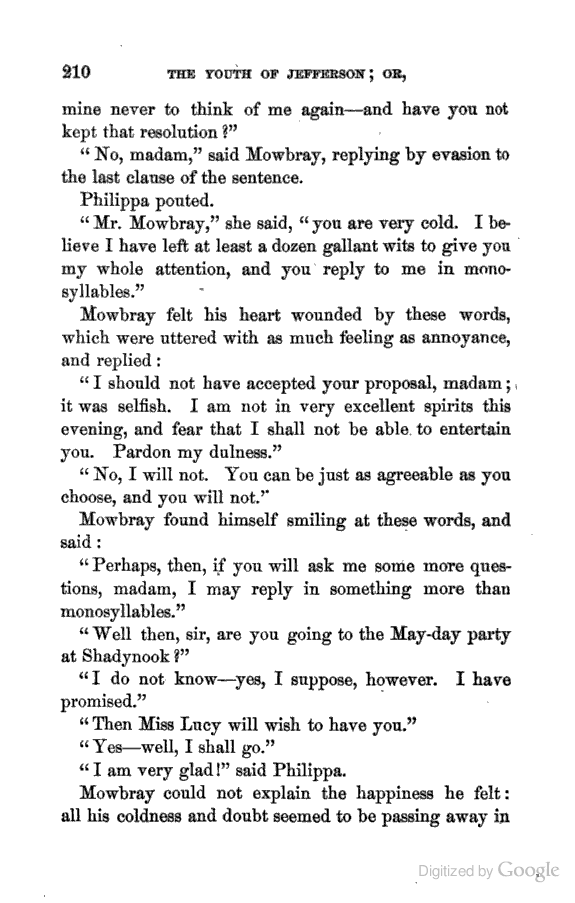 210 THE YOUTH OF JEFFERSON; OR,
mine never to think of me again—and have you not
kept that resolution?”
“No, madam,” said Mowbray, replying by evasion to
the last clause of the sentence.
Philippa pouted.
“Mr. Mowbray,” she said, “you are very cold. I be-
lieve I have left at least a dozen gallant wits to give you
my whole attention, and you reply to me in mono-
syllables.”
Mowbray felt his heart wounded by these words,
which were uttered with as much feeling as annoyance,
and replied:
“I should not have accepted your proposal, madam;
it was selfish. I am not in very excellent spirits this
evening, and fear that I shall not be able to entertain
you. Pardon my dulness.”
“No, I will not. You can be just as agreeable as you
choose, and you will not.”
Mowbray found himself smiling at these words, and
said:
“Perhaps, then, if you will ask me some more ques-
tions, madam, I may reply in something more than
monosyllables.”
“Well then, sir, are you going to the May-day party
at Shadynook?”
“I do not know—yes, I suppose, however. I have
promised.”
“Then Miss Lucy will wish to have you.”
“Yes—well, I shall go.”
“I am very glad!” said Philippa.
Mowbray could not explain the happiness he felt:
all his coldness and doubt seemed to be passing away in
Digitized by Google